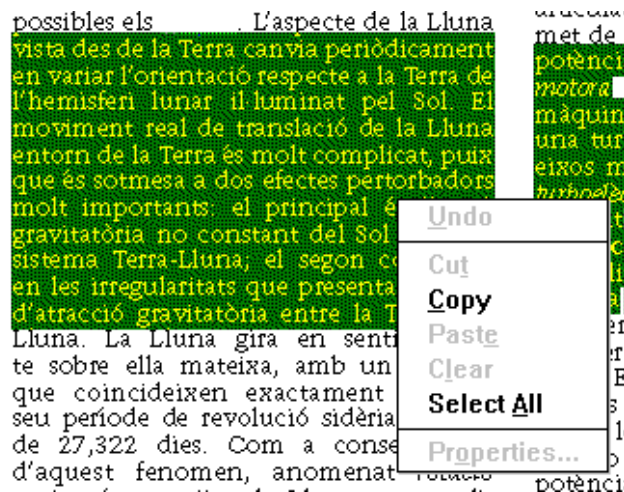 possibles els . L'aspecte de la Lluna
vista des de la Terra canvia periòdicament
en variar l'orientació respecte a la Terra de
l'hemisferi lunar il·luminat pel Sol. El
moviment real de translació de la Lluna
entorn de la Terra és molt complicat, puix
que és sotmesa a dos efectes pertorbadors
molt importants: el principal é
gravitatòria no constant del Sol
sistema Terra-Lluna; el segon co
en les irregularitats que presenta
d'atracció gravitatòria entre la T
Lluna. La Lluna gira en senti
te sobre ella mateixa, amb un
que coincideixen exactament
seu període de revolució sidèria
de 27,322 dies. Com a conse
d'aquest fenomen, anomenat
met de
potènci
motora
màquin
una tur
eixos m
turboelè
potènci
Undo
Cut
Copy
Paste
Clear
Select All
Properties...